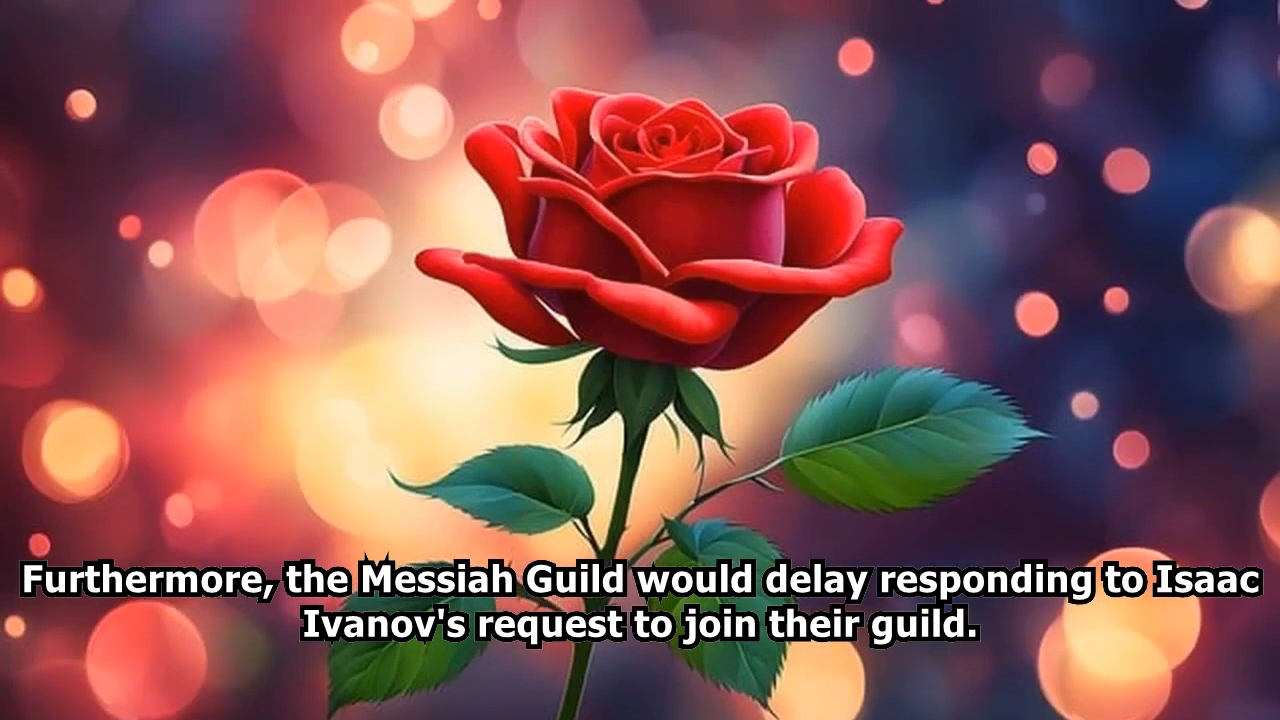 Furthermore, the Messiah Guild would delay responding to Isaac
Ivanov's request to join their guild.